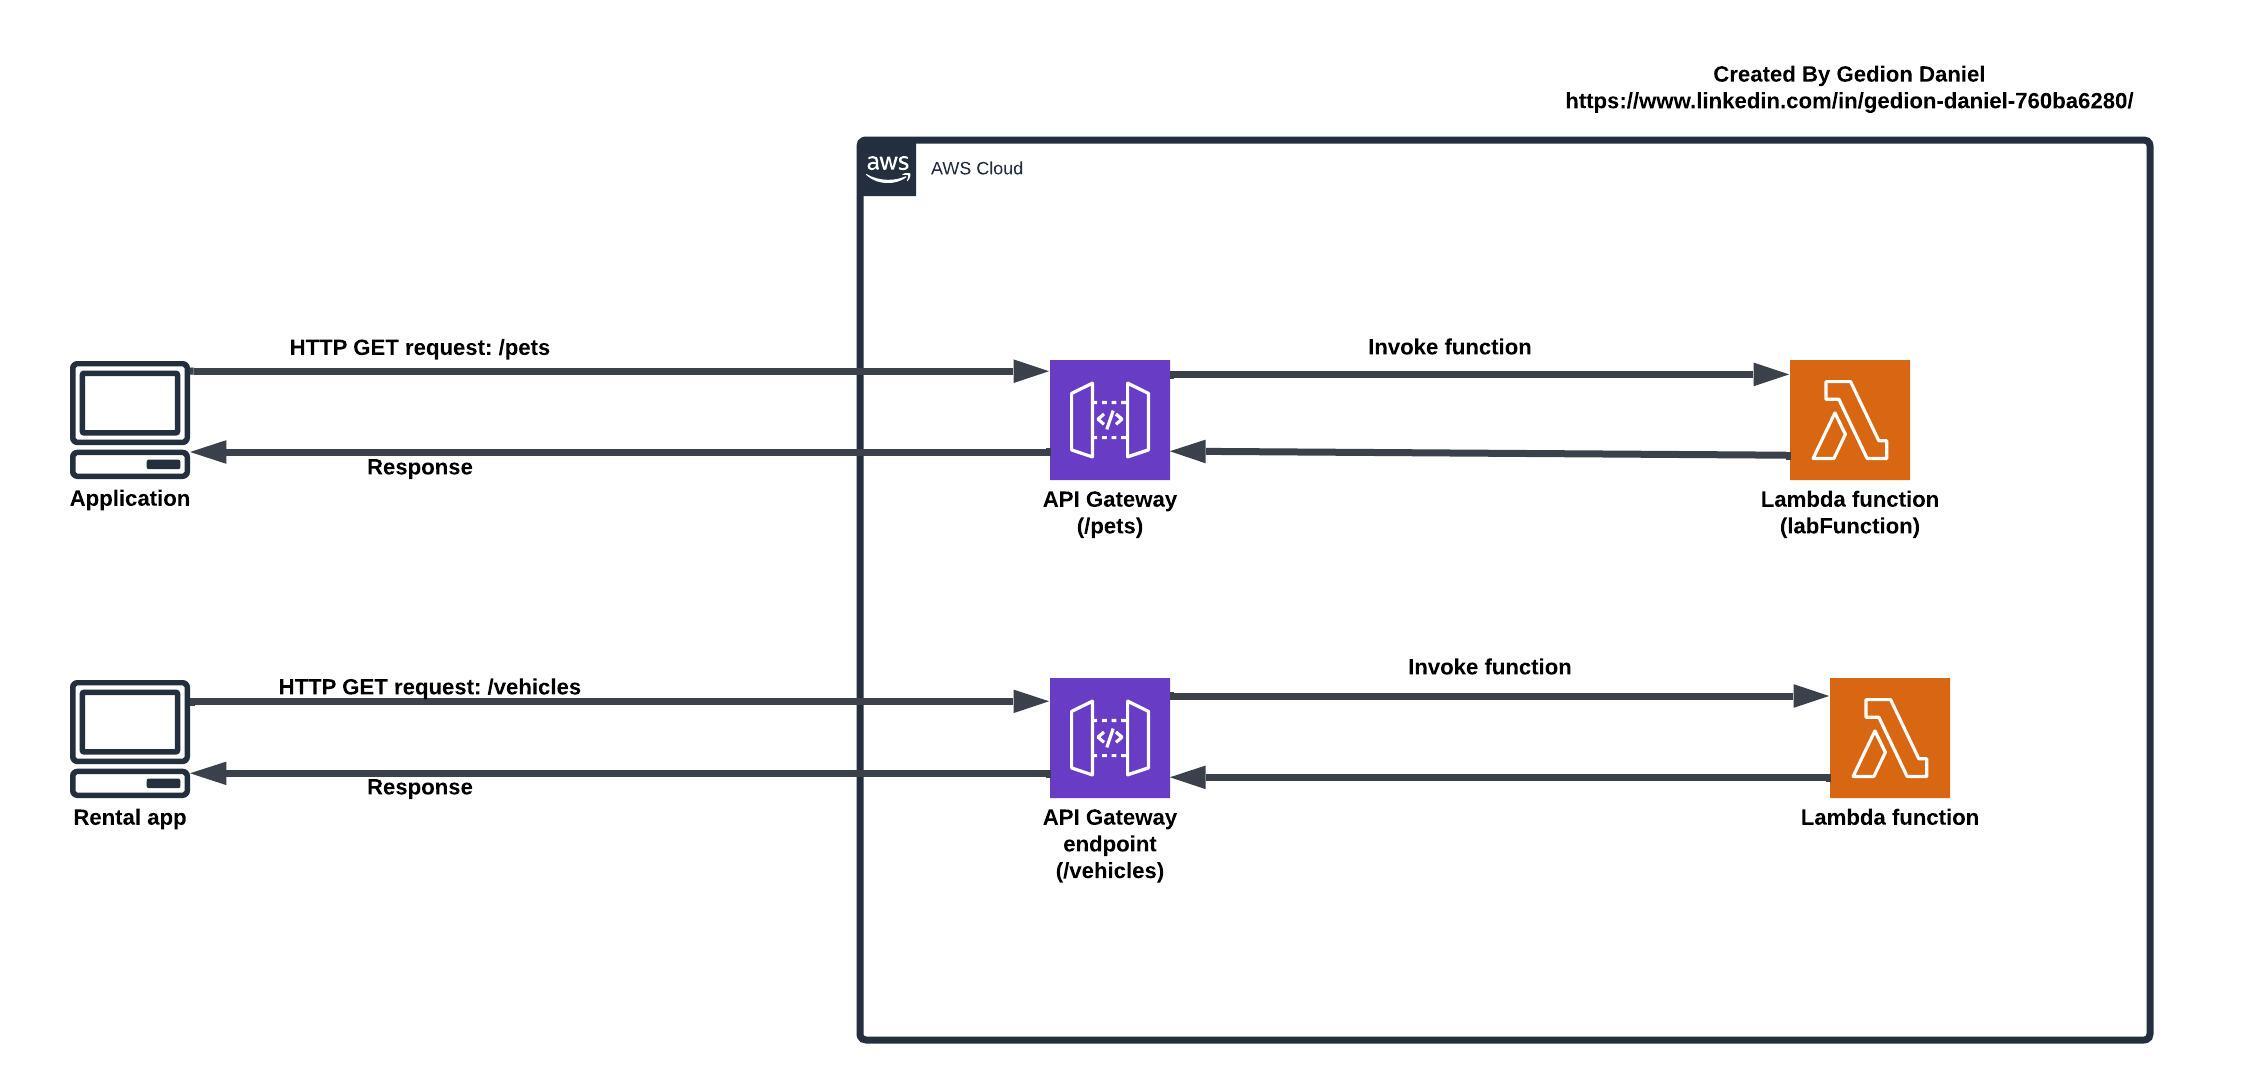 Created By Gedion Daniel
https://www.linkedin.com/in/gedion-daniel-760ba6280/
aws
AWS Cloud
HTTP GET request: /pets
Invoke function
Response
Application
API Gateway
(/pets)
Lambda function
(labFunction)
HTTP GET request: /vehicles
Invoke function
Response
Rental app
API Gateway
endpoint
(/vehicles)
Lambda function